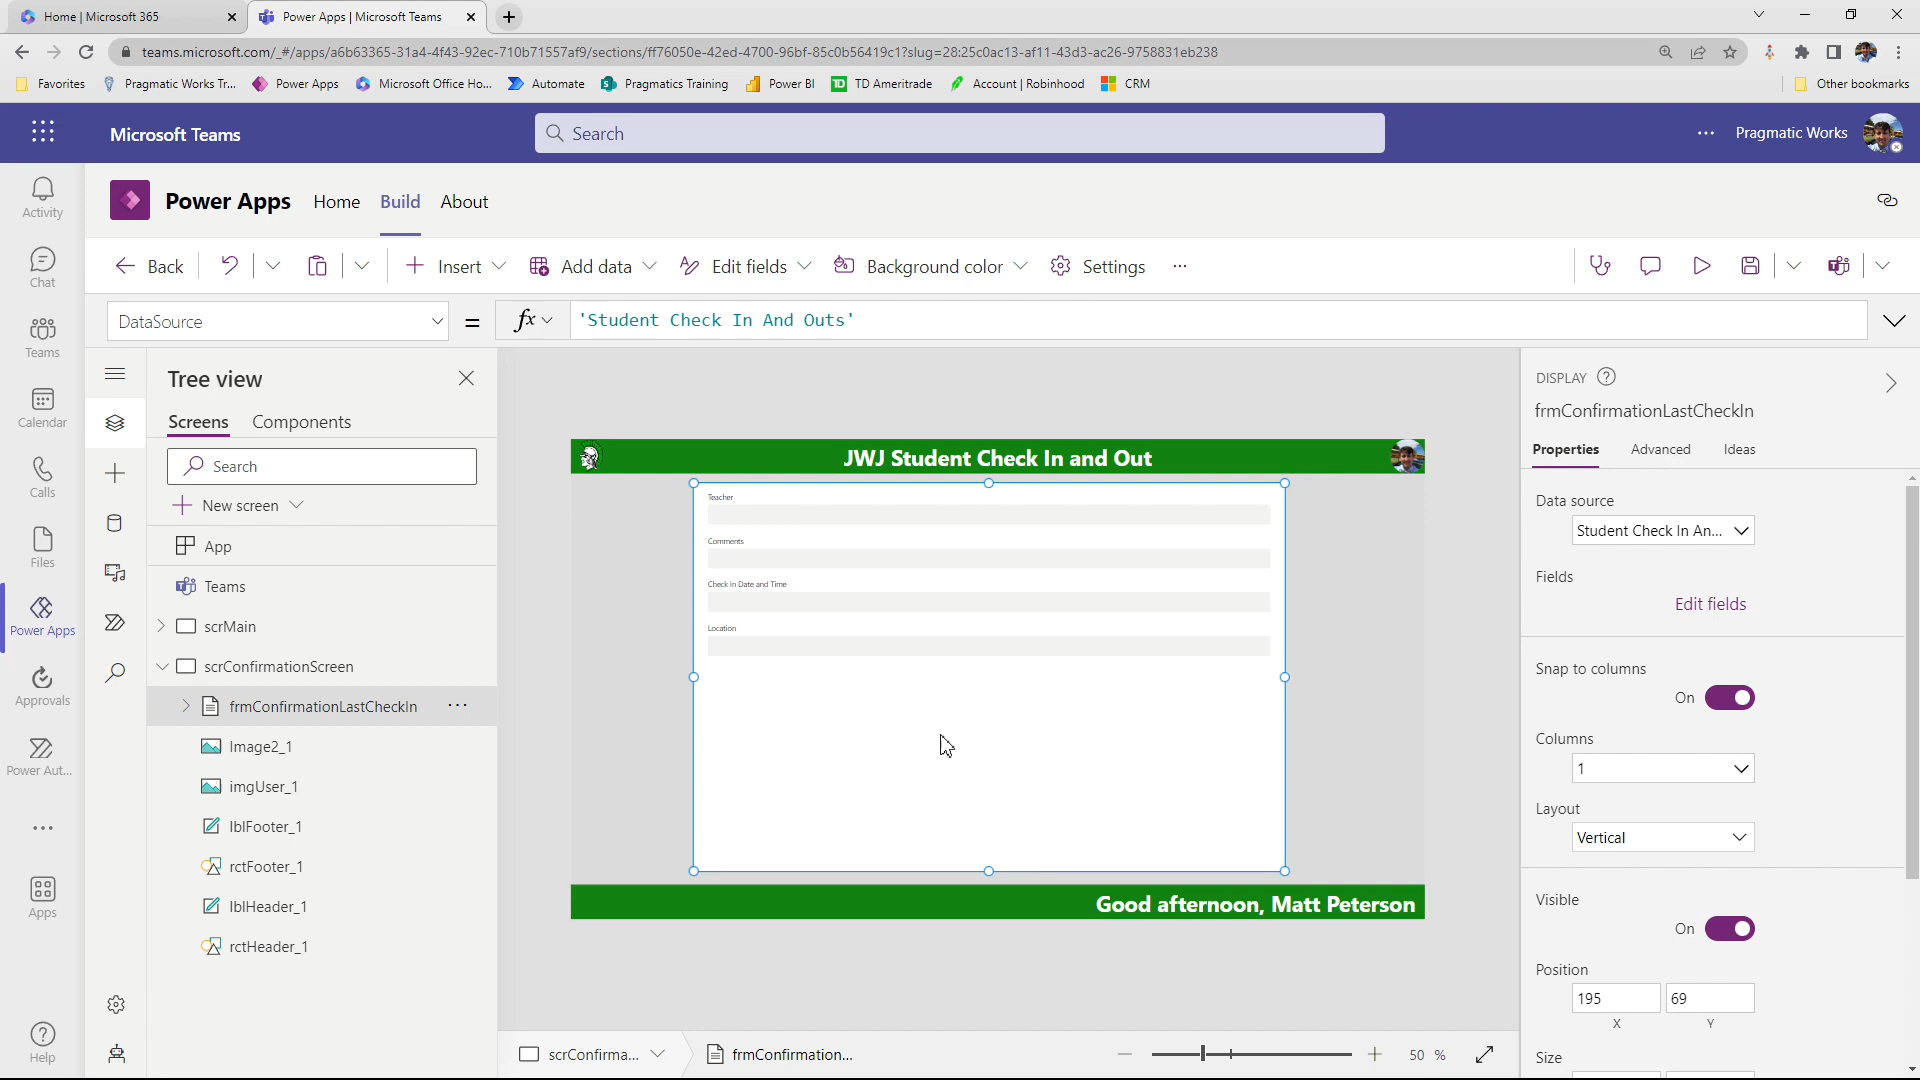 Home | Microsoft 365
Power Apps | Microsoft Teams
teams.microsoft.com/_#/apps/a6b63365-31a4-4f43-92ec-710b71557af9/sections/ff76050e-42ed-4700-96bf-85c0b56419c1?slug=28:25c0ac13-af11-43d3-ac26-9758831eb238
Favorites
Pragmatic Works Tr...
Power Apps
Microsoft Office Ho...
Automate
Pragmatics Training
Power BI
TD Ameritrade
Account | Robinhood
CRM
Other bookmarks
Microsoft Teams
Search
Pragmatic Works
Power Apps
Home
Build
About
Back
Insert
Add data
Edit fields
Background color
Settings
DataSource
=
fx
'Student Check In And Outs'
Activity
Chat
Teams
Calendar
Calls
Files
Power Apps
Approvals
Power Aut...
Apps
Help
Tree view
Screens
Components
Search
New screen
App
Teams
scrMain
scrConfirmationScreen
frmConfirmationLastCheckIn
Image2_1
imgUser_1
lblFooter_1
rctFooter_1
lblHeader_1
rctHeader_1
JWJ Student Check In and Out
Teacher
Comments
Check In Date and Time
Location
Good afternoon, Matt Peterson
scrConfirma...
frmConfirmation...
50 %
DISPLAY
frmConfirmationLastCheckIn
Properties
Advanced
Ideas
Data source
Student Check In An...
Fields
Edit fields
Snap to columns
On
Columns
1
Layout
Vertical
Visible
On
Position
195
69
X
Y
Size